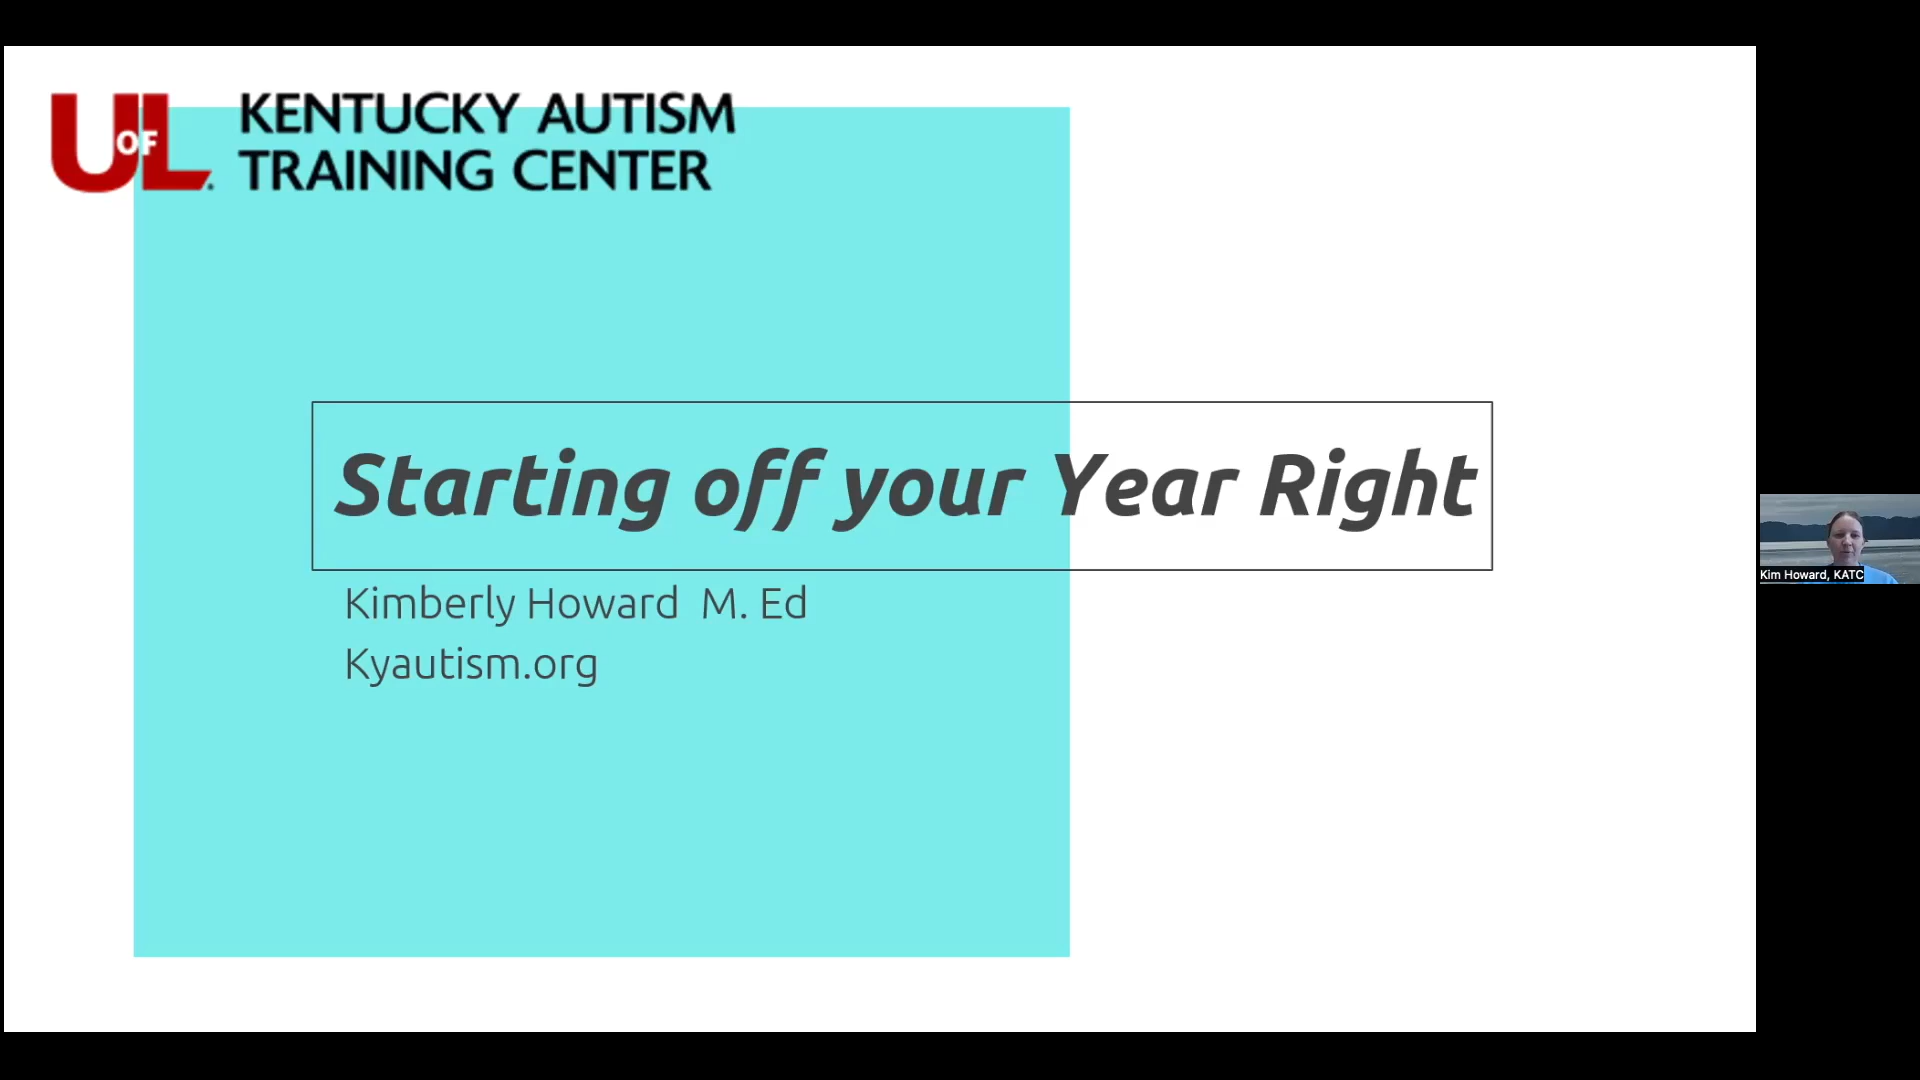 UofL
KENTUCKY AUTISM
TRAINING CENTER
Starting off your Year Right
Kimberly Howard  M. Ed
Kyautism.org
Kim Howard, KATC